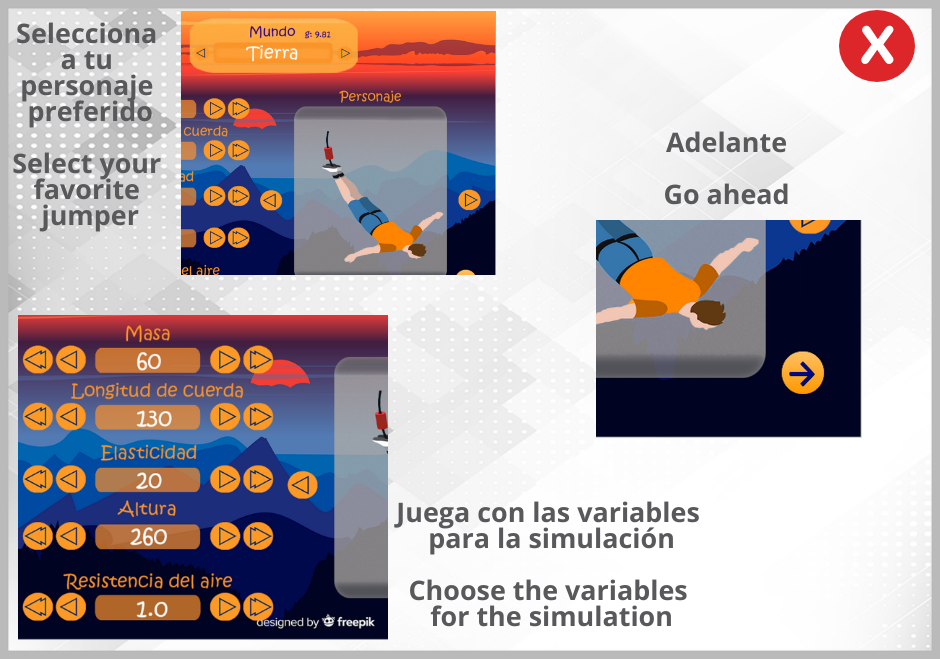 Selecciona
a tu
personaje
preferido
Select your
favorite
jumper
Mundo g: 9.82
Tierra
Personaje
cuerda
ad
el aire
X
Adelante
Go ahead
Masa
60
Longitud de cuerda
130
Elasticidad
20
Altura
260
Resistencia del aire
1.0
designed by freepik
Juega con las variables
para la simulación
Choose the variables
for the simulation